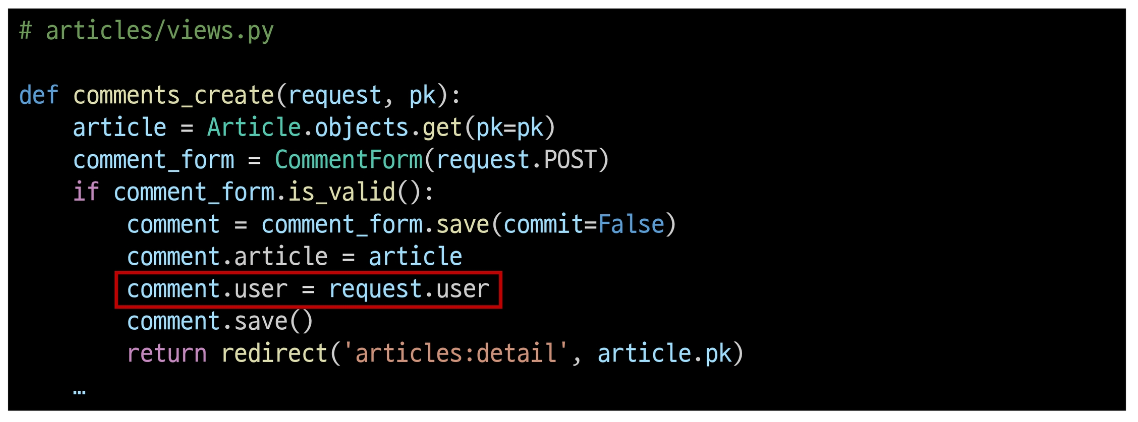 # articles/views.py
def comments_create(request, pk):
article = Article.objects.get(pk=pk)
comment_form = CommentForm(request.POST)
if comment_form.is_valid():
comment = comment_form.save(commit=False)
comment.article = article
comment.user = request.user
comment.save()
return redirect('articles:detail', article.pk)
…